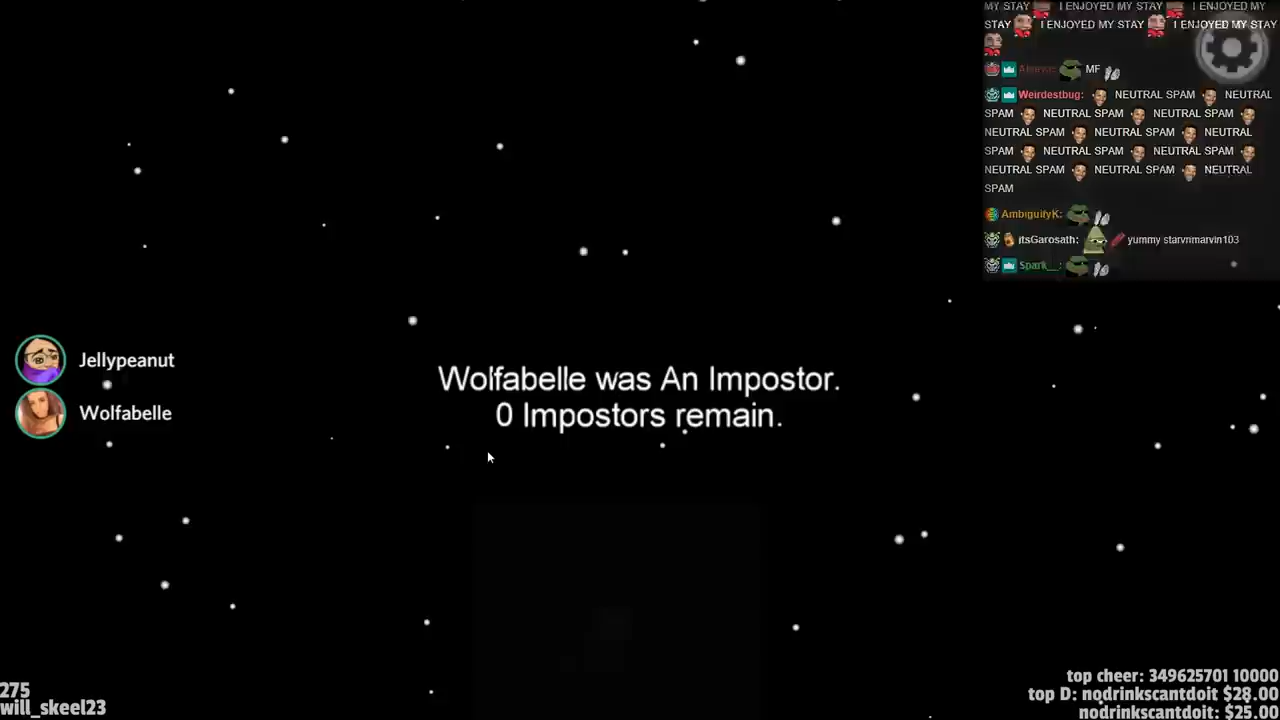 MY STAY I ENJOYED MY STAY I ENJOYED MY
STAY I ENJOYED MY STAY I ENJOYED MY STAY
MF
Weirdestbug: NEUTRAL SPAM NEUTRAL
SPAM NEUTRAL SPAM NEUTRAL SPAM
NEUTRAL SPAM NEUTRAL SPAM NEUTRAL
SPAM NEUTRAL SPAM NEUTRAL SPAM
NEUTRAL SPAM NEUTRAL SPAM NEUTRAL
SPAM
AmbiguityK:
itsGarosath: yummy starvnmarvin103
Spark__:
Jellypeanut
Wolfabelle
Wolfabelle was An Impostor.
0 Impostors remain.
275
will_skeel23
top cheer: 349625701 10000
top D: nodrinkscantdoit $28.00
nodrinkscantdoit: $25.00